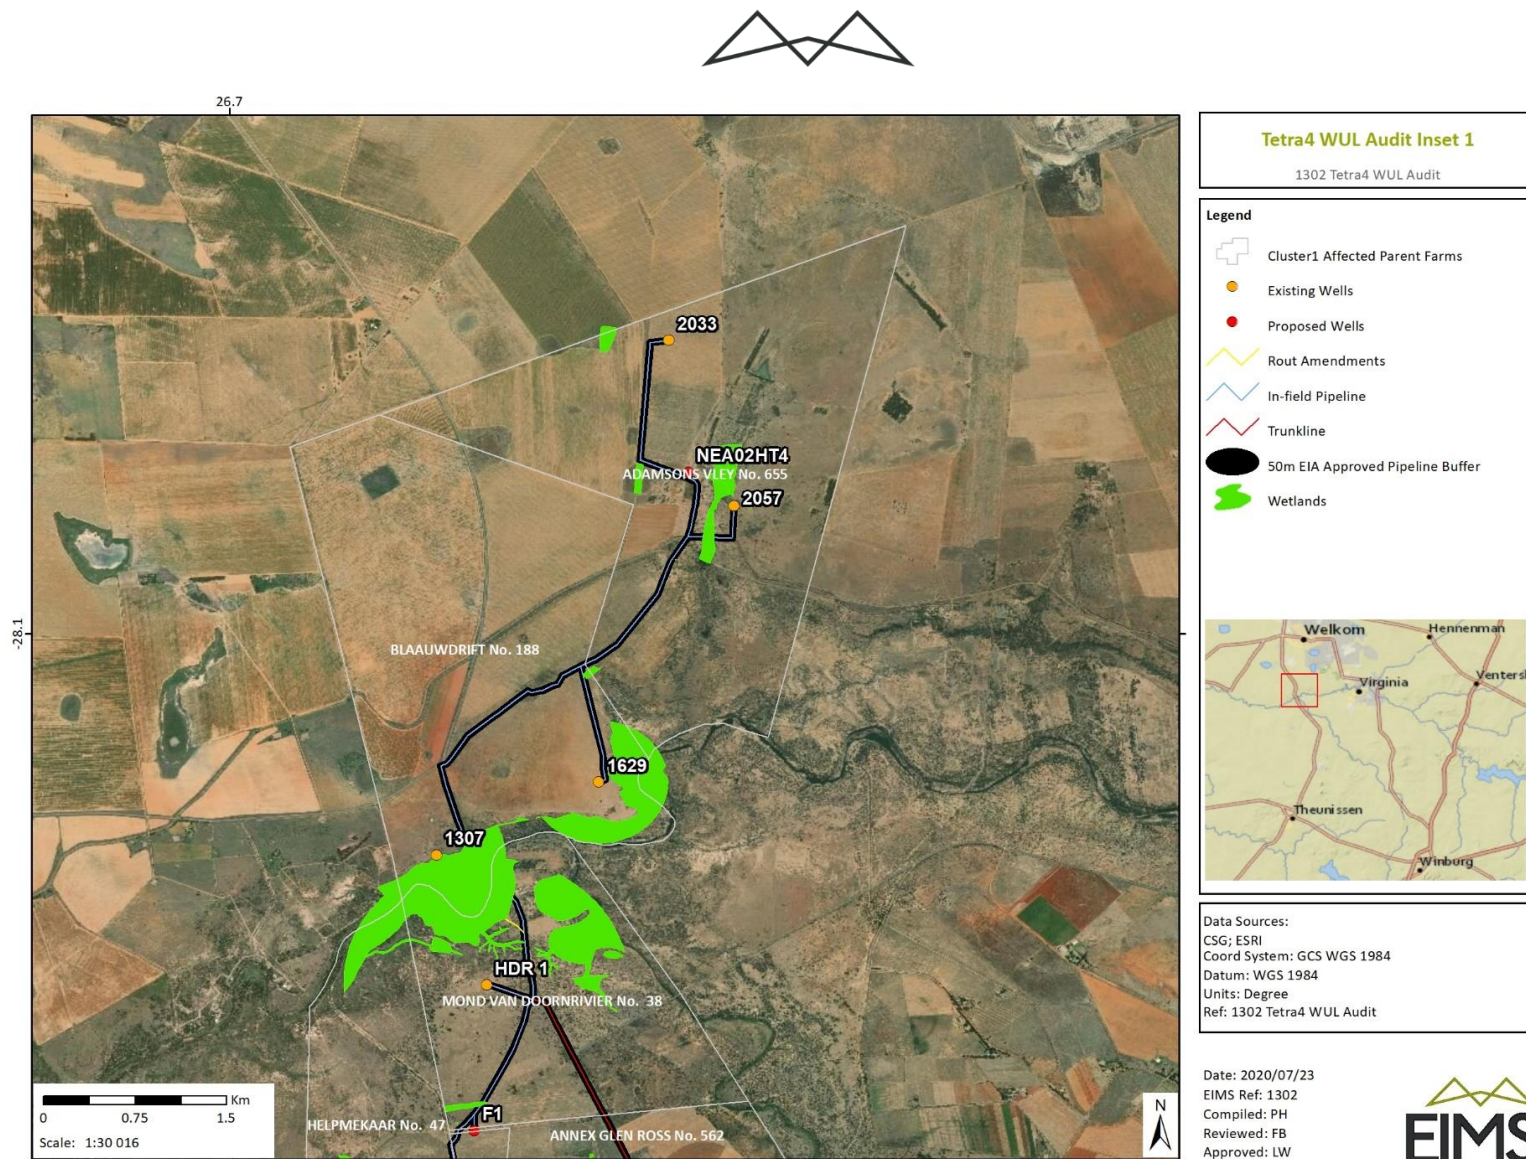 26.7
-28.1
2033
NEA02HT4
ADAMSONS VLEY No. 655
2057
BLAAUWDRIFT No. 188
1629
1307
HDR 1
MOND VAN DOORNRIVIER No. 38
F1
HELPMEKAAR No. 47
ANNEX GLEN ROSS No. 562
Km
0 0.75 1.5
Scale: 1:30 016
N
Tetra4 WUL Audit Inset 1
1302 Tetra4 WUL Audit
Legend
Cluster1 Affected Parent Farms
Existing Wells
Proposed Wells
Rout Amendments
In-field Pipeline
Trunkline
50m EIA Approved Pipeline Buffer
Wetlands
Welkom
Hennenman
Virginia
Theunissen
Winburg
Data Sources:
CSG; ESRI
Coord System: GCS WGS 1984
Datum: WGS 1984
Units: Degree
Ref: 1302 Tetra4 WUL Audit
Date: 2020/07/23
EIMS Ref: 1302
Compiled: PH
Reviewed: FB
Approved: LW
EIMS